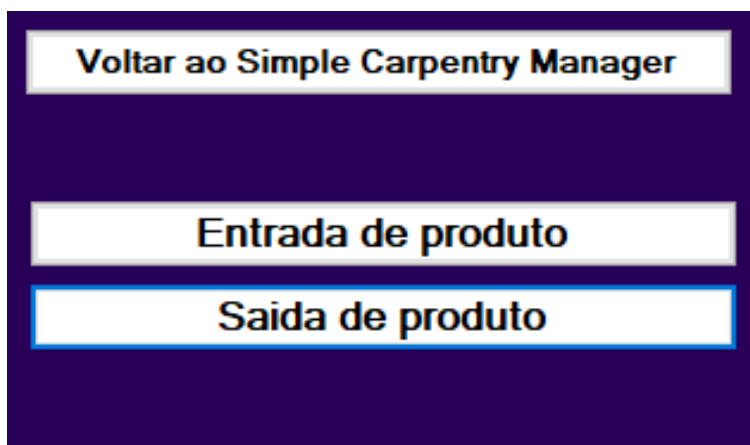 Voltar ao Simple Carpentry Manager
Entrada de produto
Saida de produto